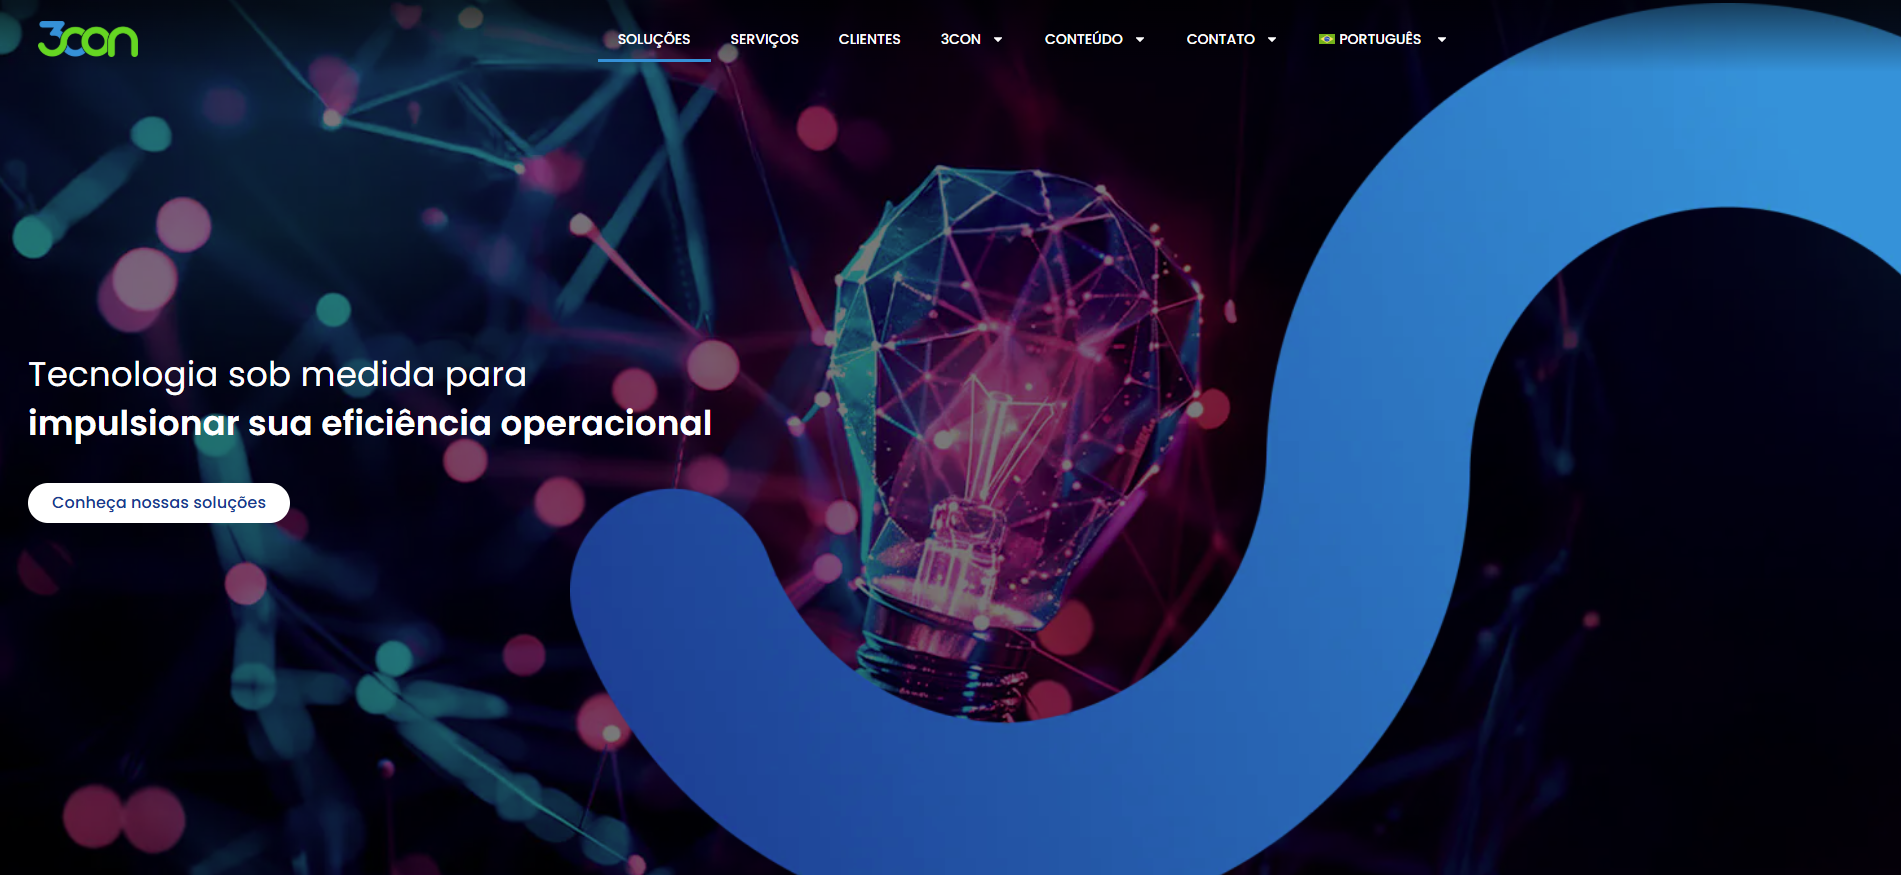 3con
SOLUÇÕES
SERVIÇOS
CLIENTES
3CON
CONTEÚDO
CONTATO
PORTUGUÊS
Tecnologia sob medida para
impulsionar sua eficiência operacional
Conheça nossas soluções